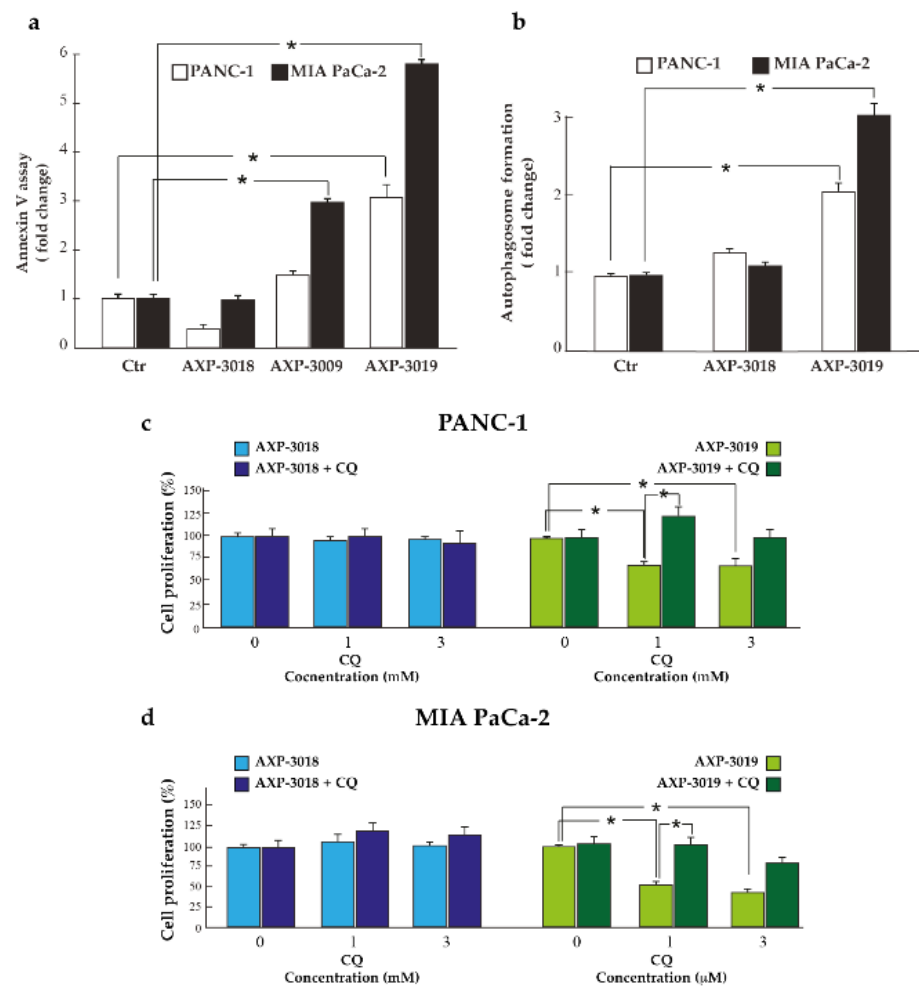 a
PANC-1 MIA PaCa-2
Annexin V assay
( fold change)
6
5
4
3
2
1
0
*
*
*
Ctr AXP-3018 AXP-3009 AXP-3019
b
PANC-1 MIA PaCa-2
Autophagosome formation
( fold change)
3
2
1
0
*
*
Ctr AXP-3018 AXP-3019
c PANC-1
AXP-3018
AXP-3018 + CQ
AXP-3019
AXP-3019 + CQ
Cell proliferation (%)
150
125
100
75
50
25
0
* * *
0 1 3 0 1 3
CQ CQ
Cocnentration (mM) Concentration (mM)
d MIA PaCa-2
AXP-3018
AXP-3018 + CQ
AXP-3019
AXP-3019 + CQ
Cell proliferation (%)
150
125
100
75
50
25
0
* * *
0 1 3 0 1 3
CQ CQ
Concentration (mM) Concentration (μM)